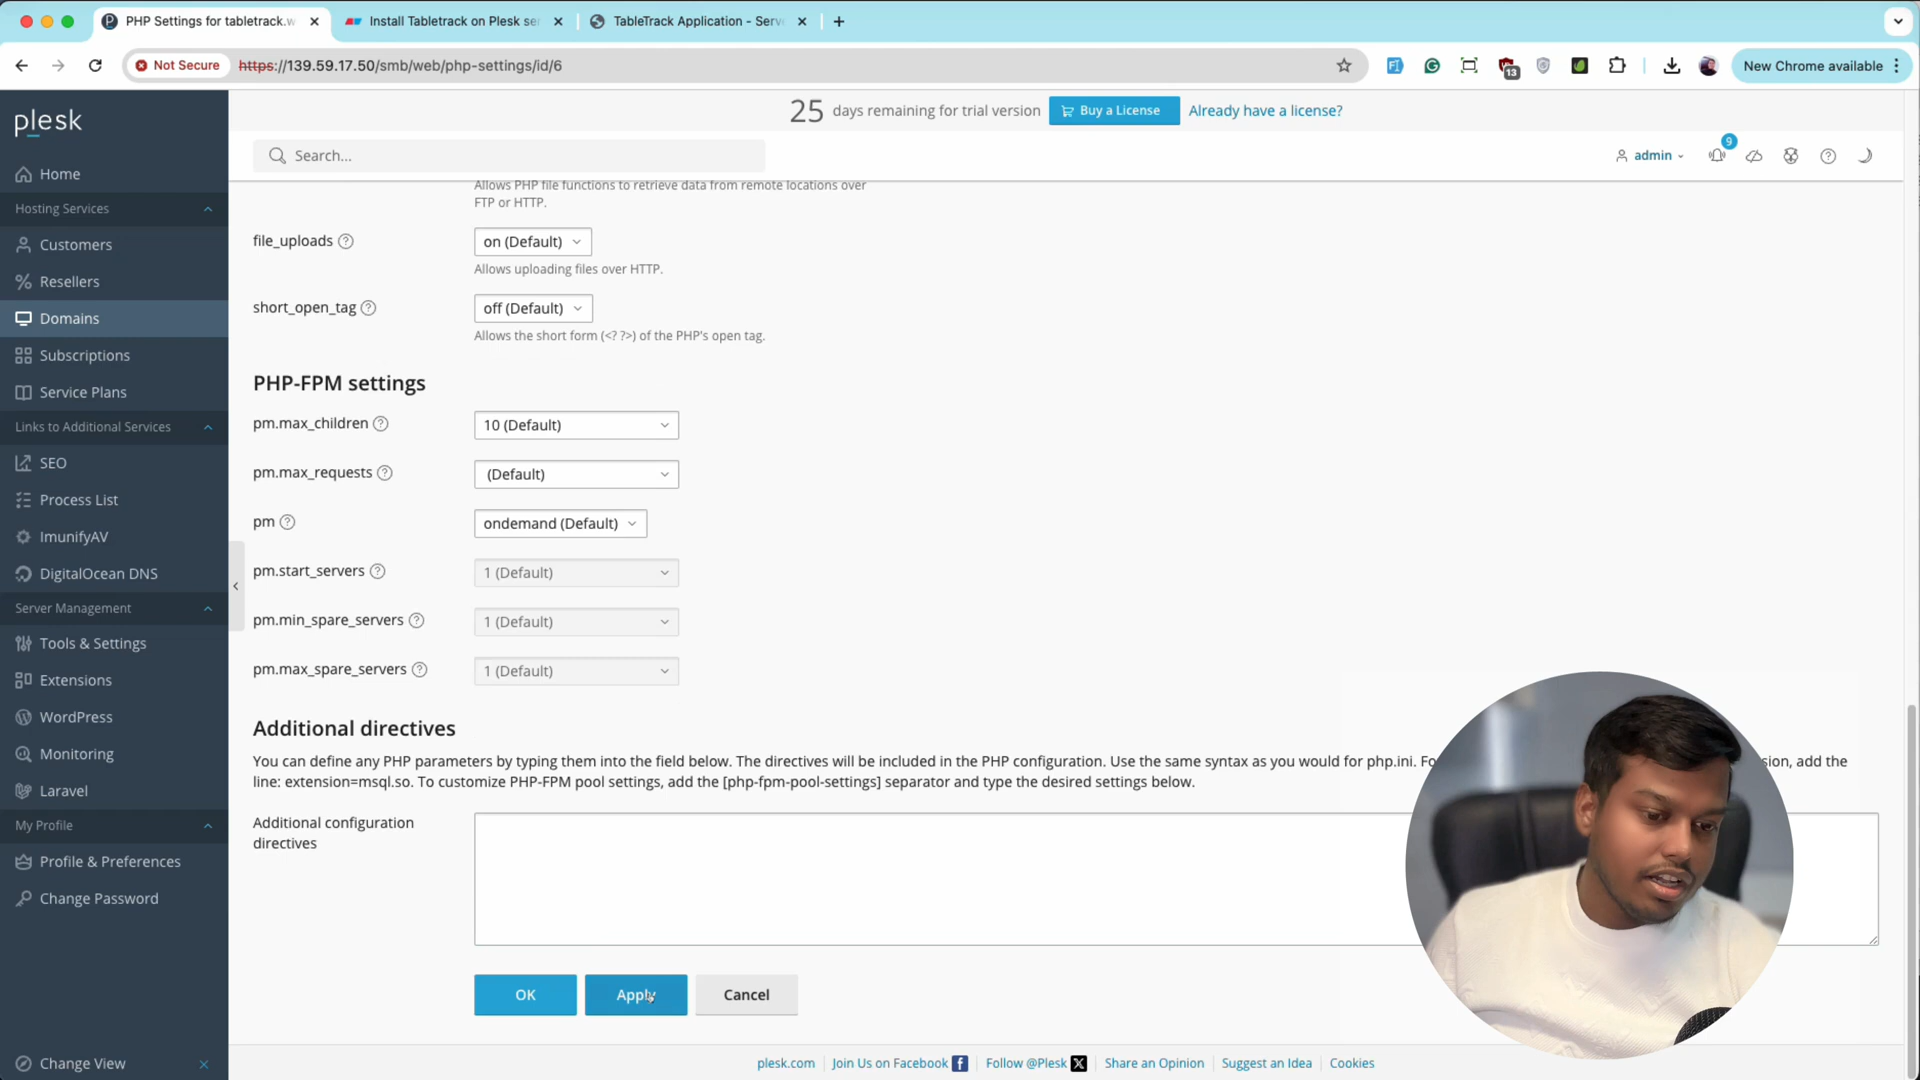 PHP Settings for tabletrack.w
Install Tabletrack on Plesk se
TableTrack Application - Serv
Not Secure
https://139.59.17.50/smb/web/php-settings/id/6
13
New Chrome available
plesk
25 days remaining for trial version
Buy a License
Already have a license?
Search...
9
admin
Home
Hosting Services
Customers
Resellers
Domains
Subscriptions
Service Plans
Links to Additional Services
SEO
Process List
ImunifyAV
DigitalOcean DNS
Server Management
Tools & Settings
Extensions
WordPress
Monitoring
Laravel
My Profile
Profile & Preferences
Change Password
Change View
Allows PHP file functions to retrieve data from remote locations over
FTP or HTTP.
file_uploads
on (Default)
Allows uploading files over HTTP.
short_open_tag
off (Default)
Allows the short form (<? ?>) of the PHP's open tag.
PHP-FPM settings
pm.max_children
10 (Default)
pm.max_requests
(Default)
pm
ondemand (Default)
pm.start_servers
1 (Default)
pm.min_spare_servers
1 (Default)
pm.max_spare_servers
1 (Default)
Additional directives
You can define any PHP parameters by typing them into the field below. The directives will be included in the PHP configuration. Use the same syntax as you would for php.ini. Fo sion, add the
line: extension=msql.so. To customize PHP-FPM pool settings, add the [php-fpm-pool-settings] separator and type the desired settings below.
Additional configuration
directives
OK
Apply
Cancel
plesk.com
Join Us on Facebook
Follow @Plesk
Share an Opinion
Suggest an Idea
Cookies